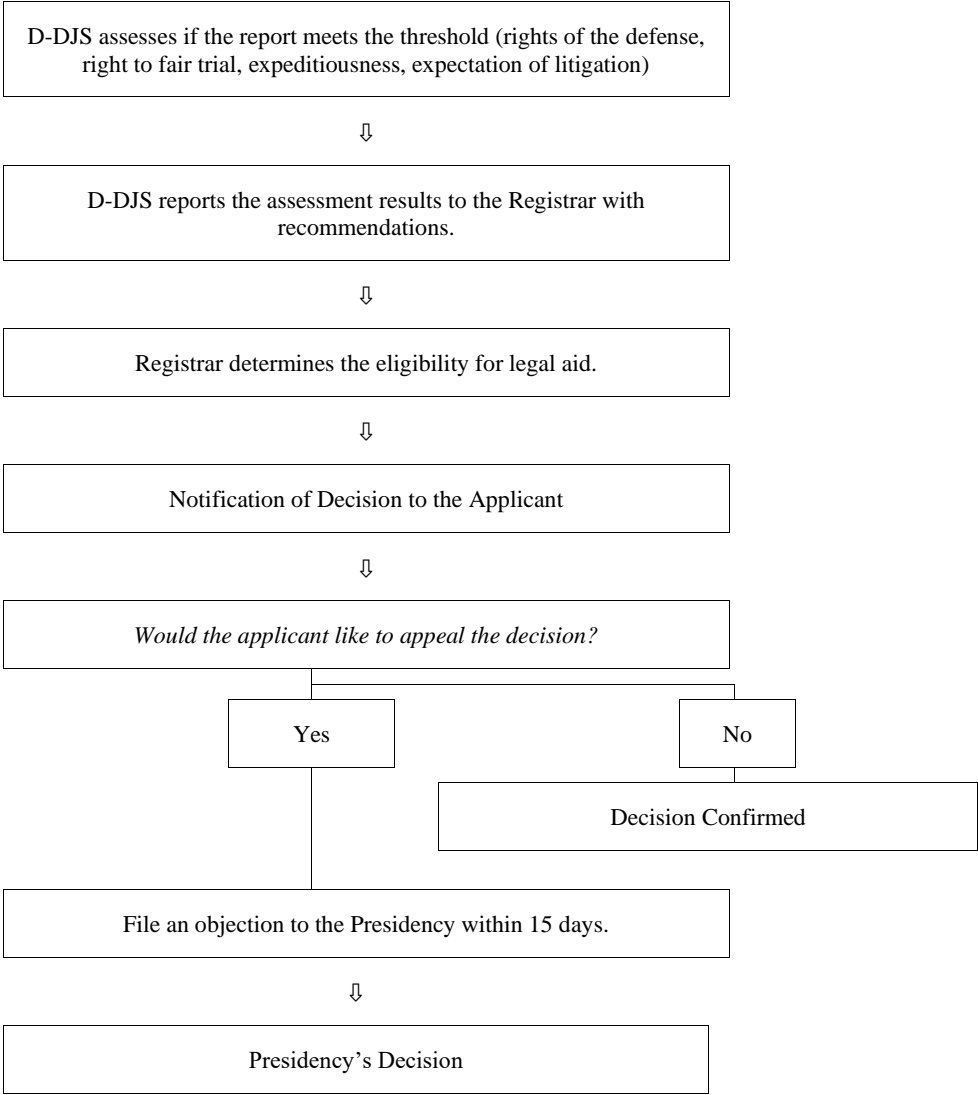 D-DJS assesses if the report meets the threshold (rights of the defense,
right to fair trial, expeditiousness, expectation of litigation)
⇩
D-DJS reports the assessment results to the Registrar with
recommendations.
⇩
Registrar determines the eligibility for legal aid.
⇩
Notification of Decision to the Applicant
⇩
Would the applicant like to appeal the decision?
Yes
No
Decision Confirmed
File an objection to the Presidency within 15 days.
⇩
Presidency’s Decision